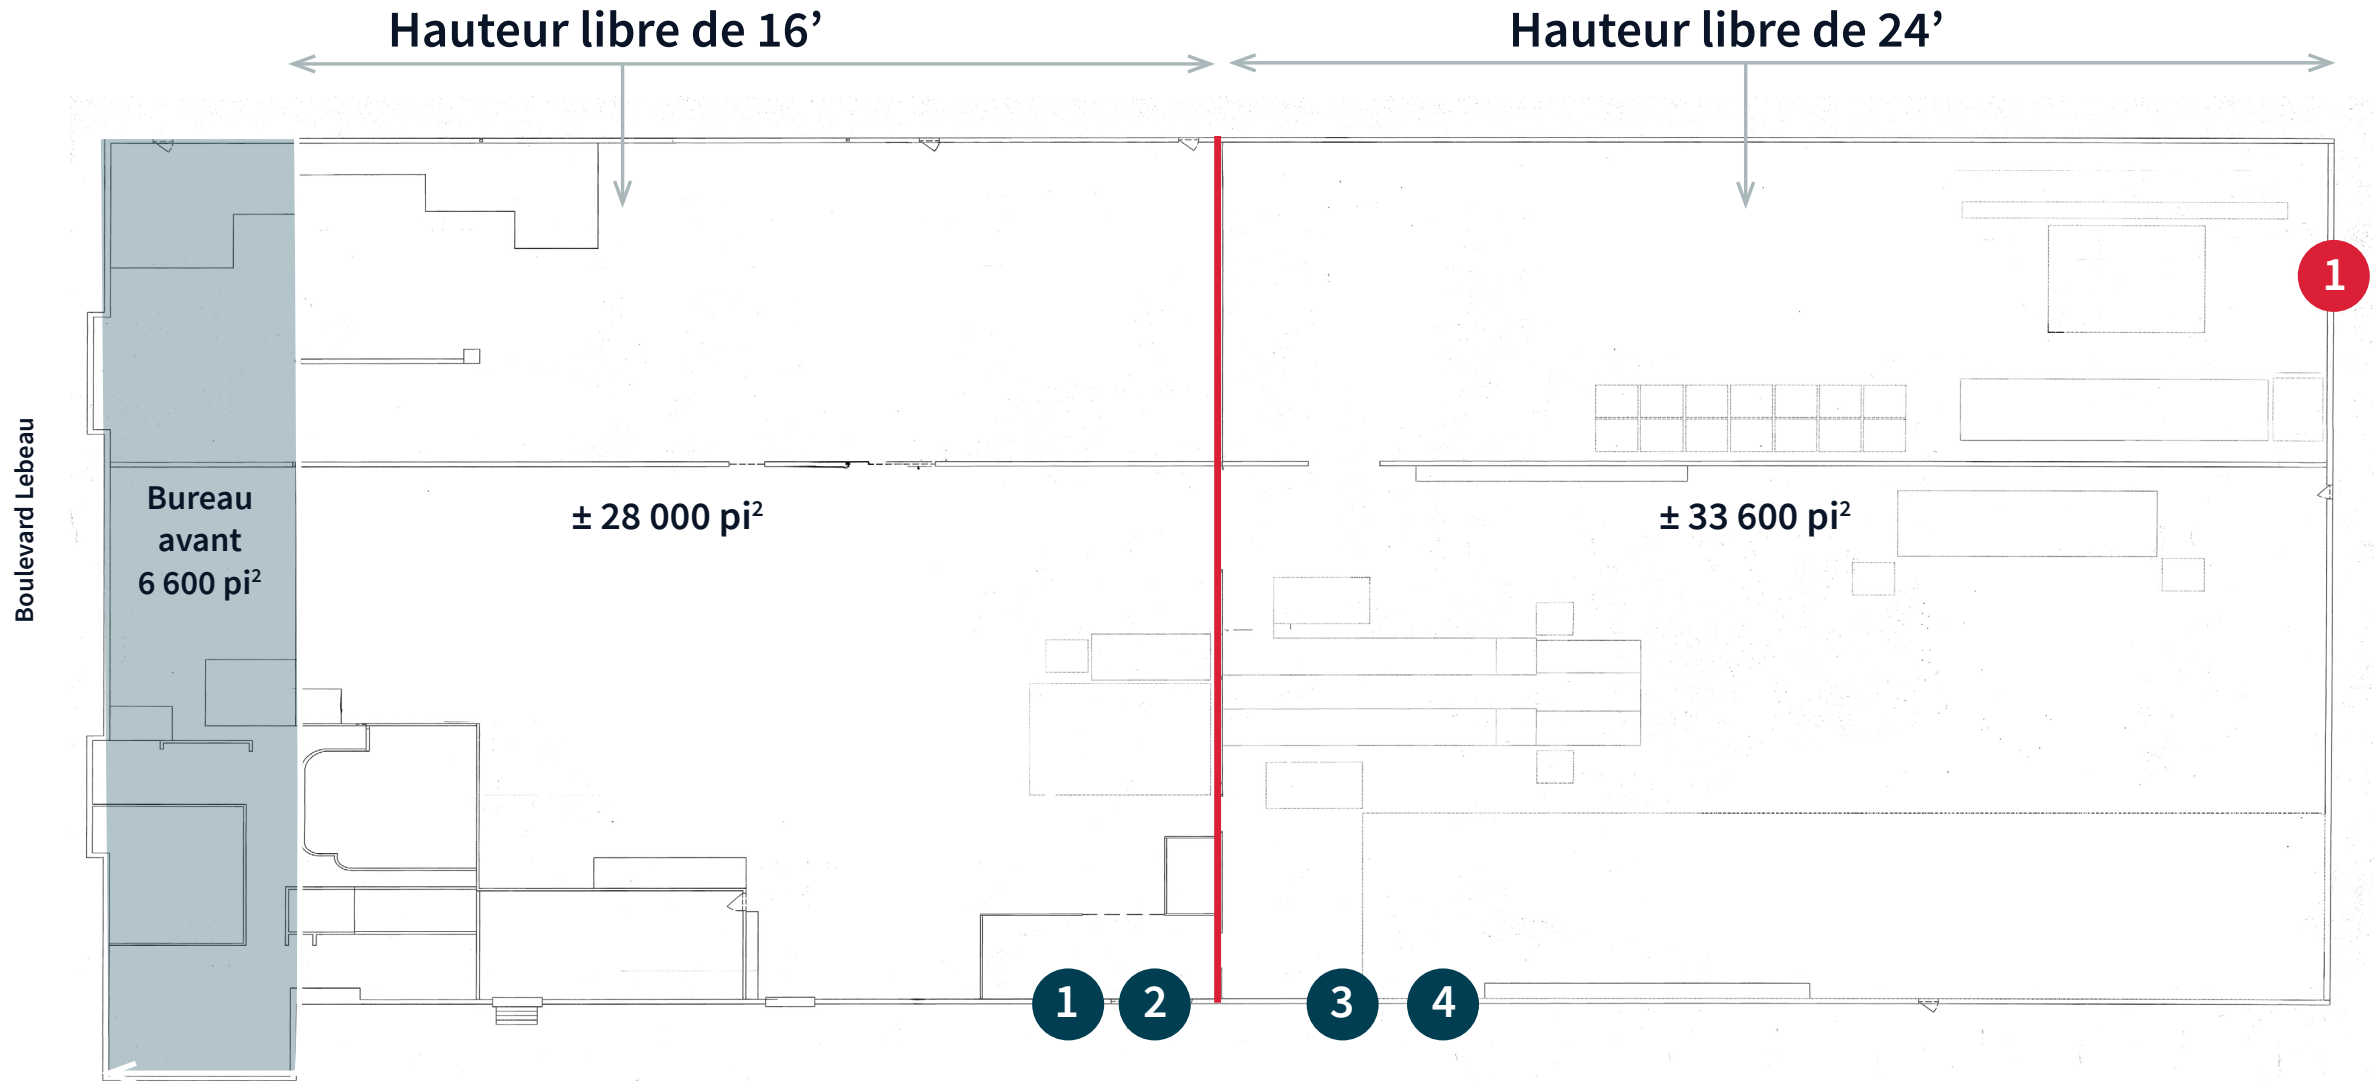 Hauteur libre de 16’
Hauteur libre de 24’
1
Boulevard Lebeau
Bureau
avant
6 600 pi²
± 28 000 pi²
± 33 600 pi²
1
2
3
4